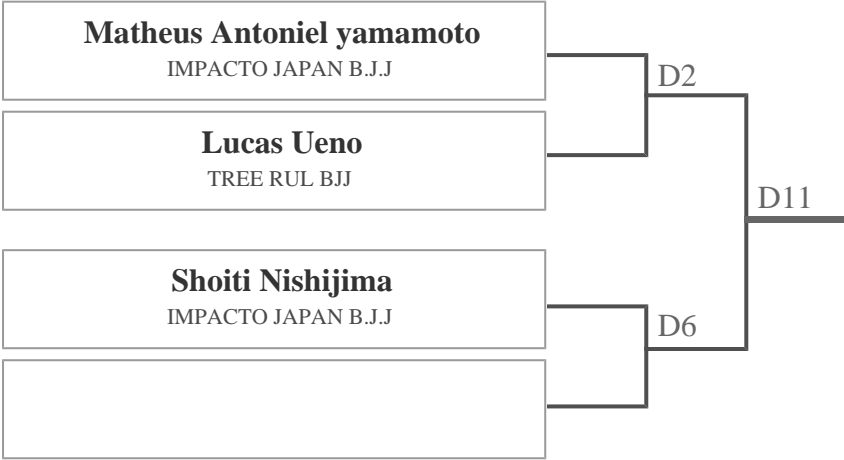 Matheus Antoniel yamamoto
IMPACTO JAPAN B.J.J
D2
Lucas Ueno
TREE RUL BJJ
D11
Shoiti Nishijima
IMPACTO JAPAN B.J.J
D6